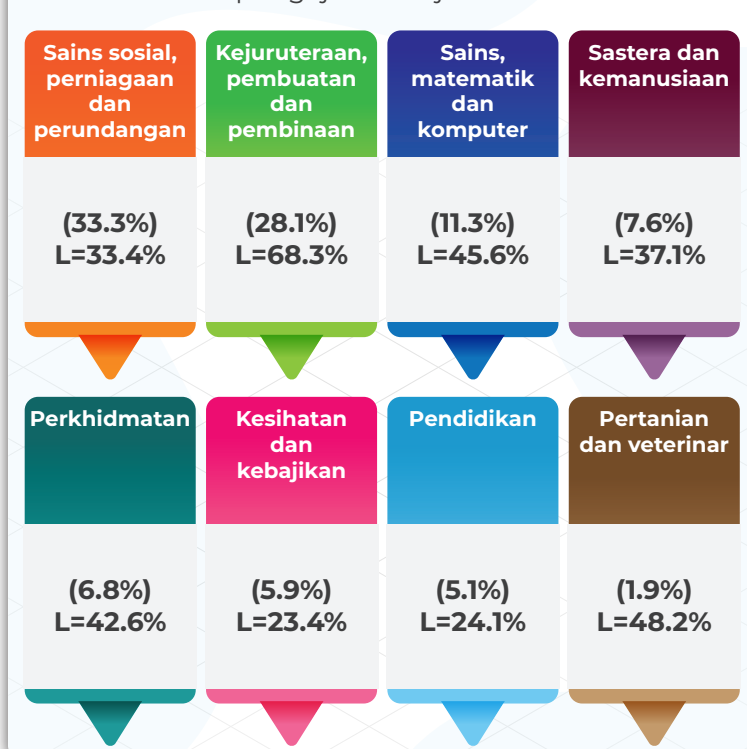 Sains sosial,
perniagaan
dan
perundangan
Kejuruteraan,
pembuatan
dan
pembinaan
Sains,
matematik
dan
komputer
Sastera dan
kemanusiaan
(33.3%)
L=33.4%
(28.1%)
L=68.3%
(11.3%)
L=45.6%
(7.6%)
L=37.1%
Perkhidmatan
Kesihatan
dan
kebajikan
Pendidikan
Pertanian
dan veterinar
(6.8%)
L=42.6%
(5.9%)
L=23.4%
(5.1%)
L=24.1%
(1.9%)
L=48.2%